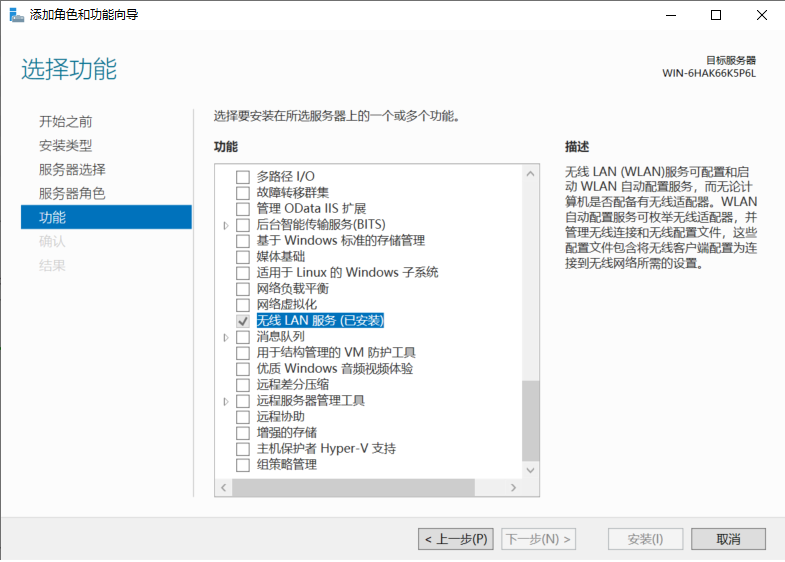 添加角色和功能向导
选择功能
目标服务器
WIN-6HAK66K5P6L
开始之前
安装类型
服务器选择
服务器角色
功能
确认
结果
选择要安装在所选服务器上的一个或多个功能。
功能
多路径 I/O
故障转移群集
管理 OData IIS 扩展
后台智能传输服务(BITS)
基于 Windows 标准的存储管理
媒体基础
适用于 Linux 的 Windows 子系统
网络负载平衡
网络虚拟化
无线 LAN 服务 (已安装)
消息队列
用于结构管理的 VM 防护工具
优质 Windows 音频视频体验
远程差分压缩
远程服务器管理工具
远程协助
增强的存储
主机保护者 Hyper-V 支持
组策略管理
描述
无线 LAN (WLAN)服务可配置和启
动 WLAN 自动配置服务，而无论计
算机是否配备有无线适配器。WLAN
自动配置服务可枚举无线适配器，并
管理无线连接和无线配置文件，这些
配置文件包含将无线客户端配置为连
接到无线网络所需的设置。
< 上一步(P)
下一步(N) >
安装(I)
取消